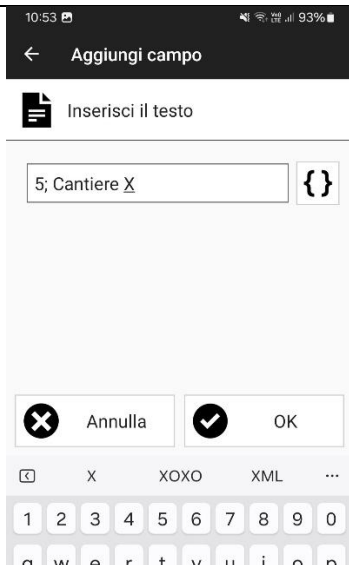 10:53 93%
Aggiungi campo
Inserisci il testo
5; Cantiere X
{}
Annulla OK
X XOXO XML ...
1 2 3 4 5 6 7 8 9 0
q w e r t y u i o p